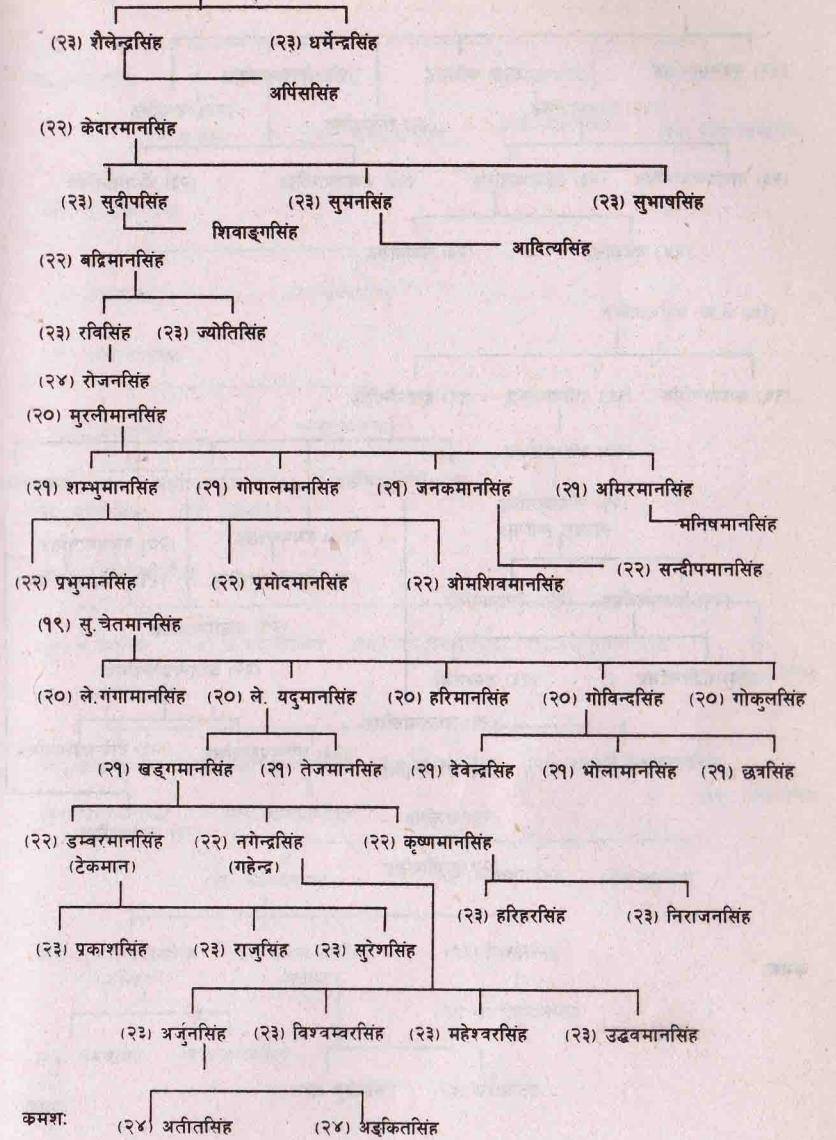 (२३) शैलेन्द्रसिंह (२३) धर्मेन्द्रसिंह
अर्पिससिंह
(२२) केदारमानसिंह
(२३) सुदीपसिंह (२३) सुमनसिंह (२३) सुभाषसिंह
शिवाङ्गसिंह
आदित्यसिंह
(२२) बद्रिमानसिंह
(२३) रविसिंह (२३) ज्योतिसिंह
(२४) रोजनसिंह
(२०) मुरलीमानसिंह
(२१) शम्भुमानसिंह (२१) गोपालमानसिंह (२१) जनकमानसिंह (२१) अमिरमानसिंह
मनिषमानसिंह
(२२) सन्दीपमानसिंह
(२२) प्रभुमानसिंह (२२) प्रमोदमानसिंह (२२) ओमशिवमानसिंह
(१९) सु.चेतमानसिंह
(२०) ले.गंगामानसिंह (२०) ले. यदुमानसिंह (२०) हरिमानसिंह (२०) गोविन्दसिंह (२०) गोकुलसिंह
(२१) खड्गमानसिंह (२१) तेजमानसिंह (२१) देवेन्द्रसिंह (२१) भोलामानसिंह (२१) छत्रसिंह
(२२) डम्वरमानसिंह (२२) नगेन्द्रसिंह (२२) कृष्णमानसिंह
(टेकमान) (गहेन्द्र)
(२३) हरिहरसिंह (२३) निराजनसिंह
(२३) प्रकाशसिंह (२३) राजुसिंह (२३) सुरेशसिंह
(२३) अर्जुनसिंह (२३) विश्वम्वरसिंह (२३) महेश्वरसिंह (२३) उद्धवमानसिंह
क्रमशः
(२४) अतीतसिंह (२४) अङ्कितसिंह